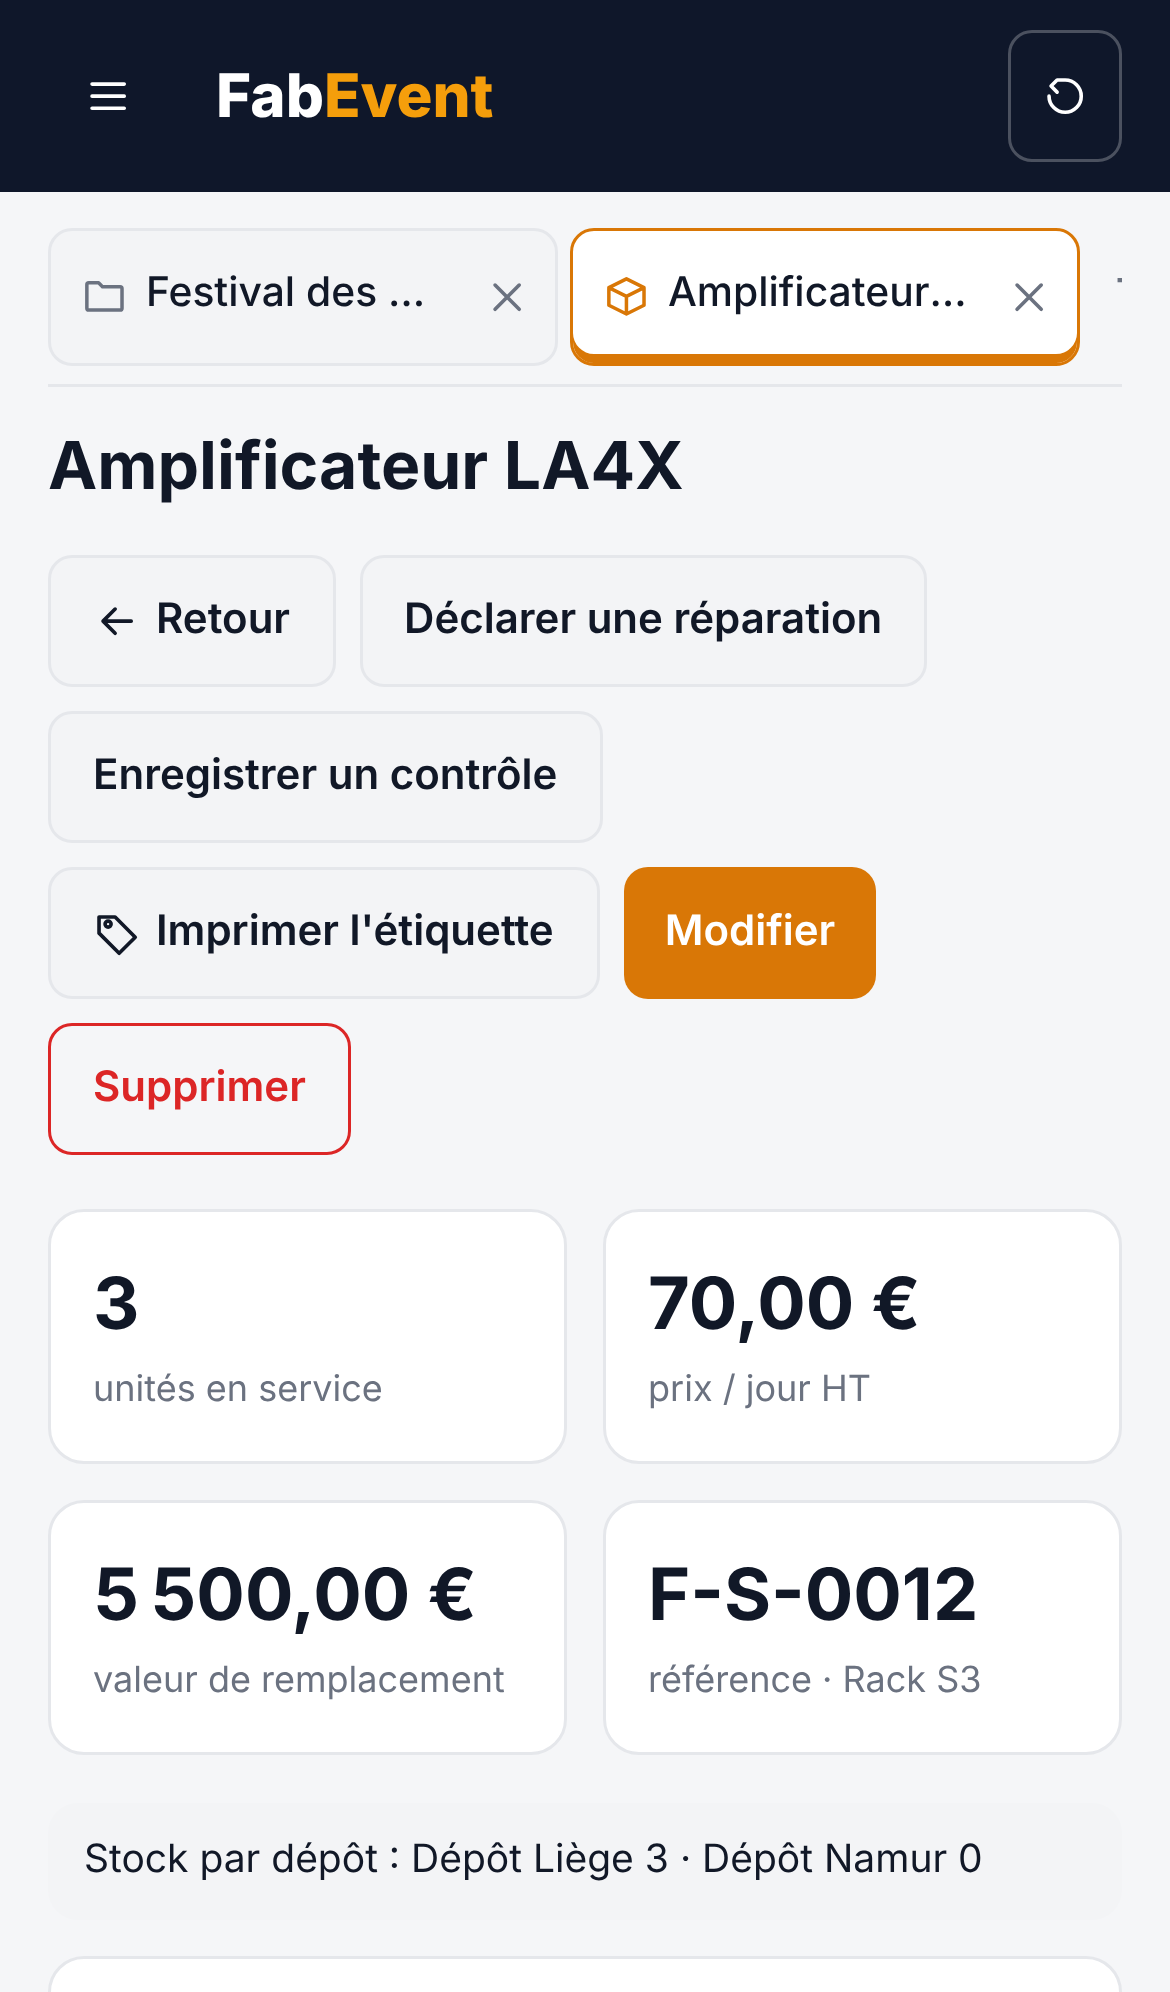 FabEvent
Festival des ...
Amplificateur...
Amplificateur LA4X
Retour
Déclarer une réparation
Enregistrer un contrôle
Imprimer l'étiquette
Modifier
Supprimer
3
unités en service
70,00 €
prix / jour HT
5 500,00 €
valeur de remplacement
F-S-0012
référence · Rack S3
Stock par dépôt : Dépôt Liège 3 · Dépôt Namur 0